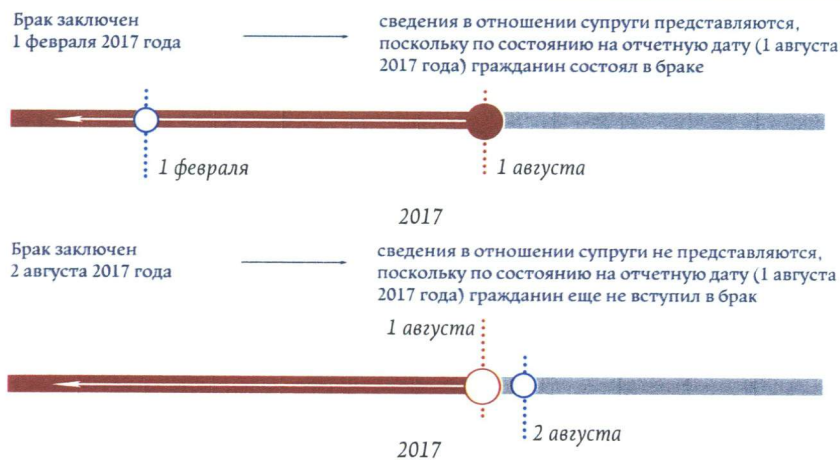 Брак заключен
1 февраля 2017 года
сведения в отношении супруги представляются,
поскольку по состоянию на отчетную дату (1 августа
2017 года) гражданин состоял в браке
1 февраля
1 августа
2017
Брак заключен
2 августа 2017 года
сведения в отношении супруги не представляются,
поскольку по состоянию на отчетную дату (1 августа
2017 года) гражданин еще не вступил в брак
1 августа
2 августа
2017